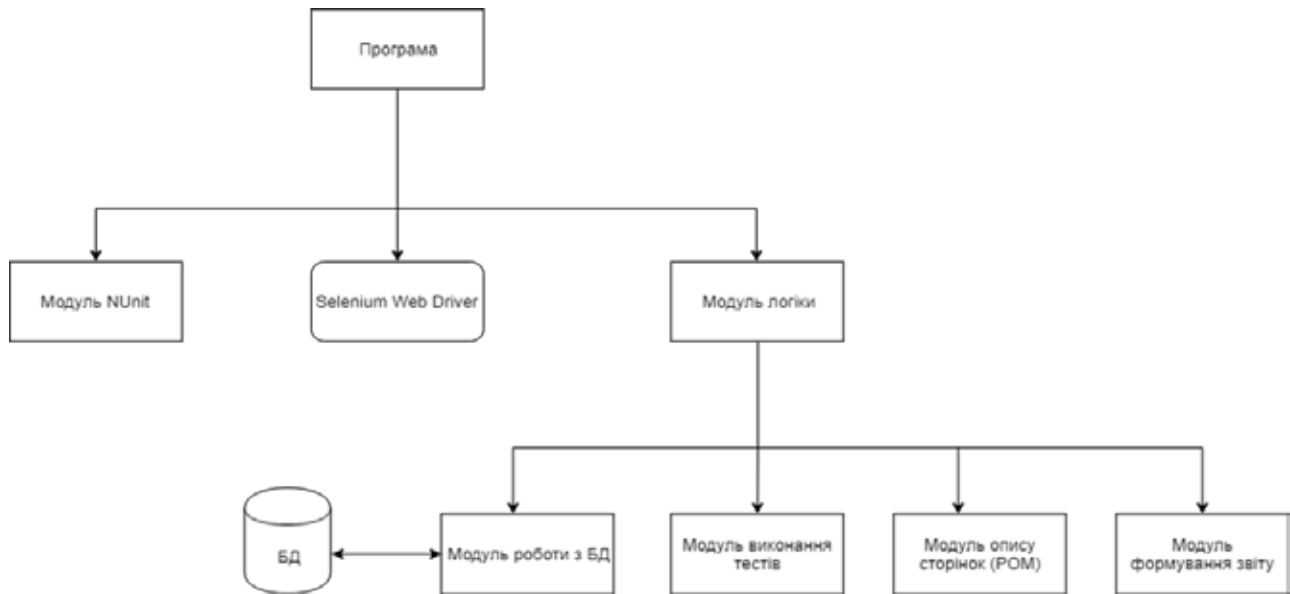 Програма
Модуль NUnit
Selenium Web Driver
Модуль логіки
БД
Модуль роботи з БД
Модуль виконання
тестів
Модуль опису
сторінок (POM)
Модуль
формування звіту